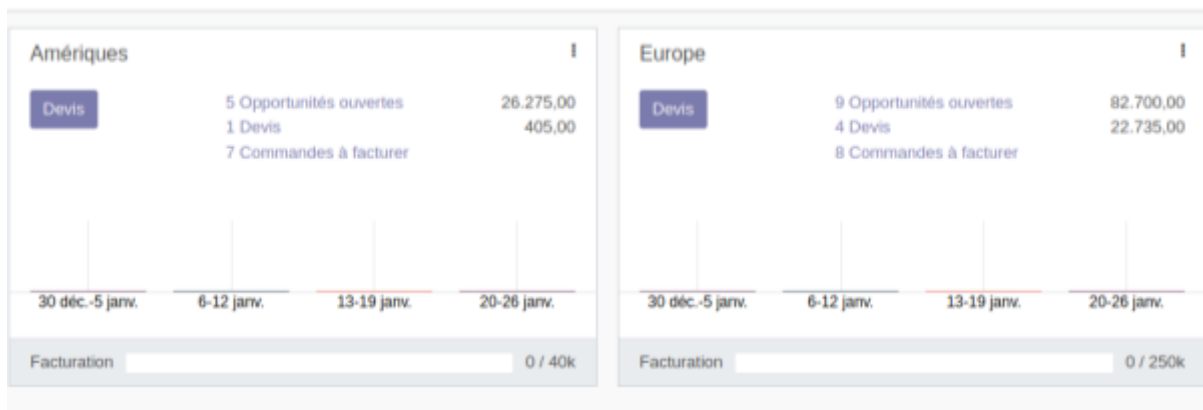 Amériques
Devis
5 Opportunités ouvertes 26.275,00
1 Devis 405,00
7 Commandes à facturer
30 déc.-5 janv. 6-12 janv. 13-19 janv. 20-26 janv.
Facturation 0 / 40k
Europe
Devis
9 Opportunités ouvertes 82.700,00
4 Devis 22.735,00
8 Commandes à facturer
30 déc.-5 janv. 6-12 janv. 13-19 janv. 20-26 janv.
Facturation 0 / 250k